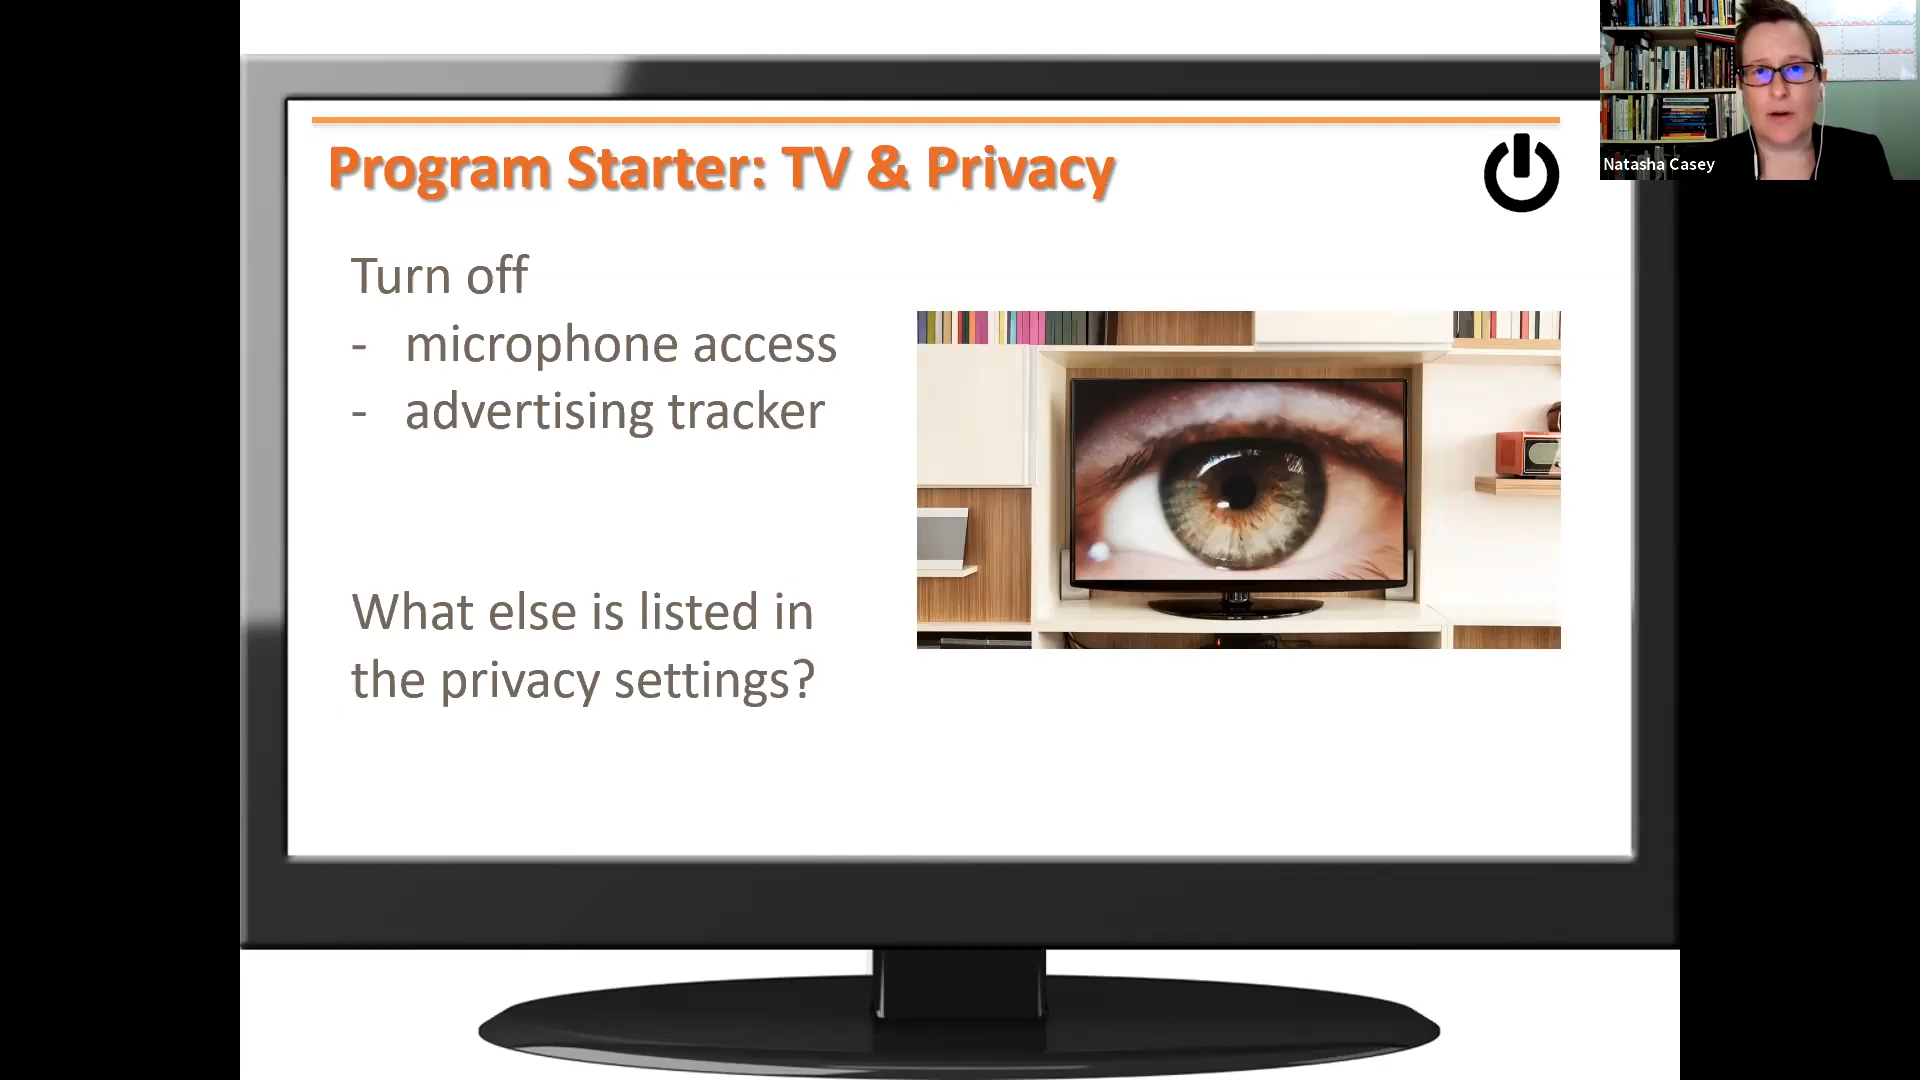 Program Starter: TV & Privacy
Natasha Casey
Turn off
- microphone access
- advertising tracker
What else is listed in
the privacy settings?